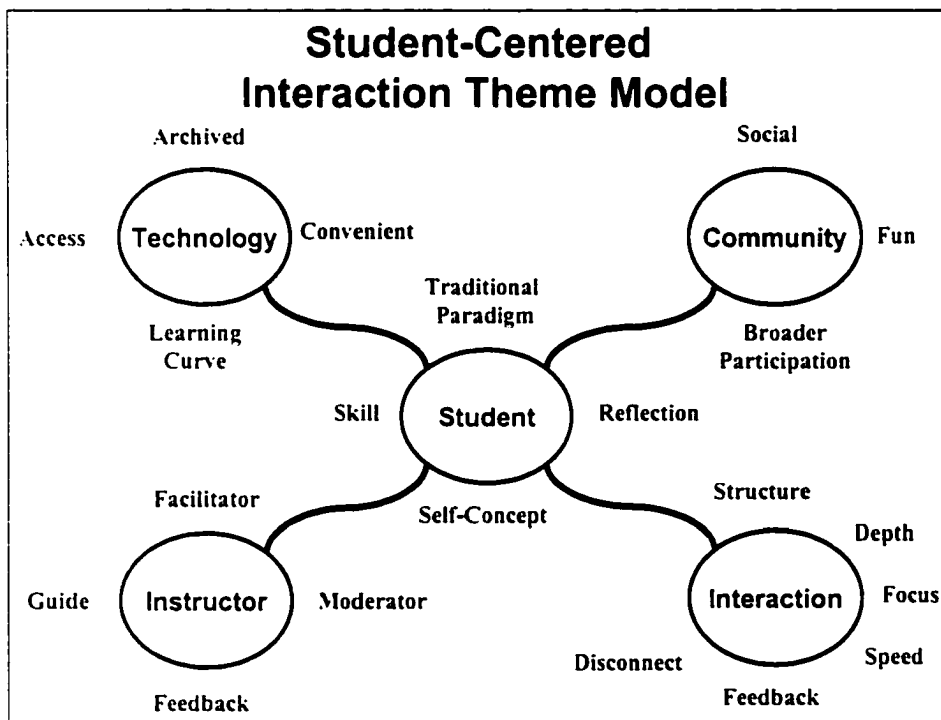 Student-Centered
Interaction Theme Model
Archived
Social
Access
Technology
Convenient
Community
Fun
Traditional
Paradigm
Learning
Curve
Broader
Participation
Skill
Student
Reflection
Self-Concept
Facilitator
Structure
Depth
Guide
Instructor
Moderator
Interaction
Focus
Disconnect
Speed
Feedback
Feedback